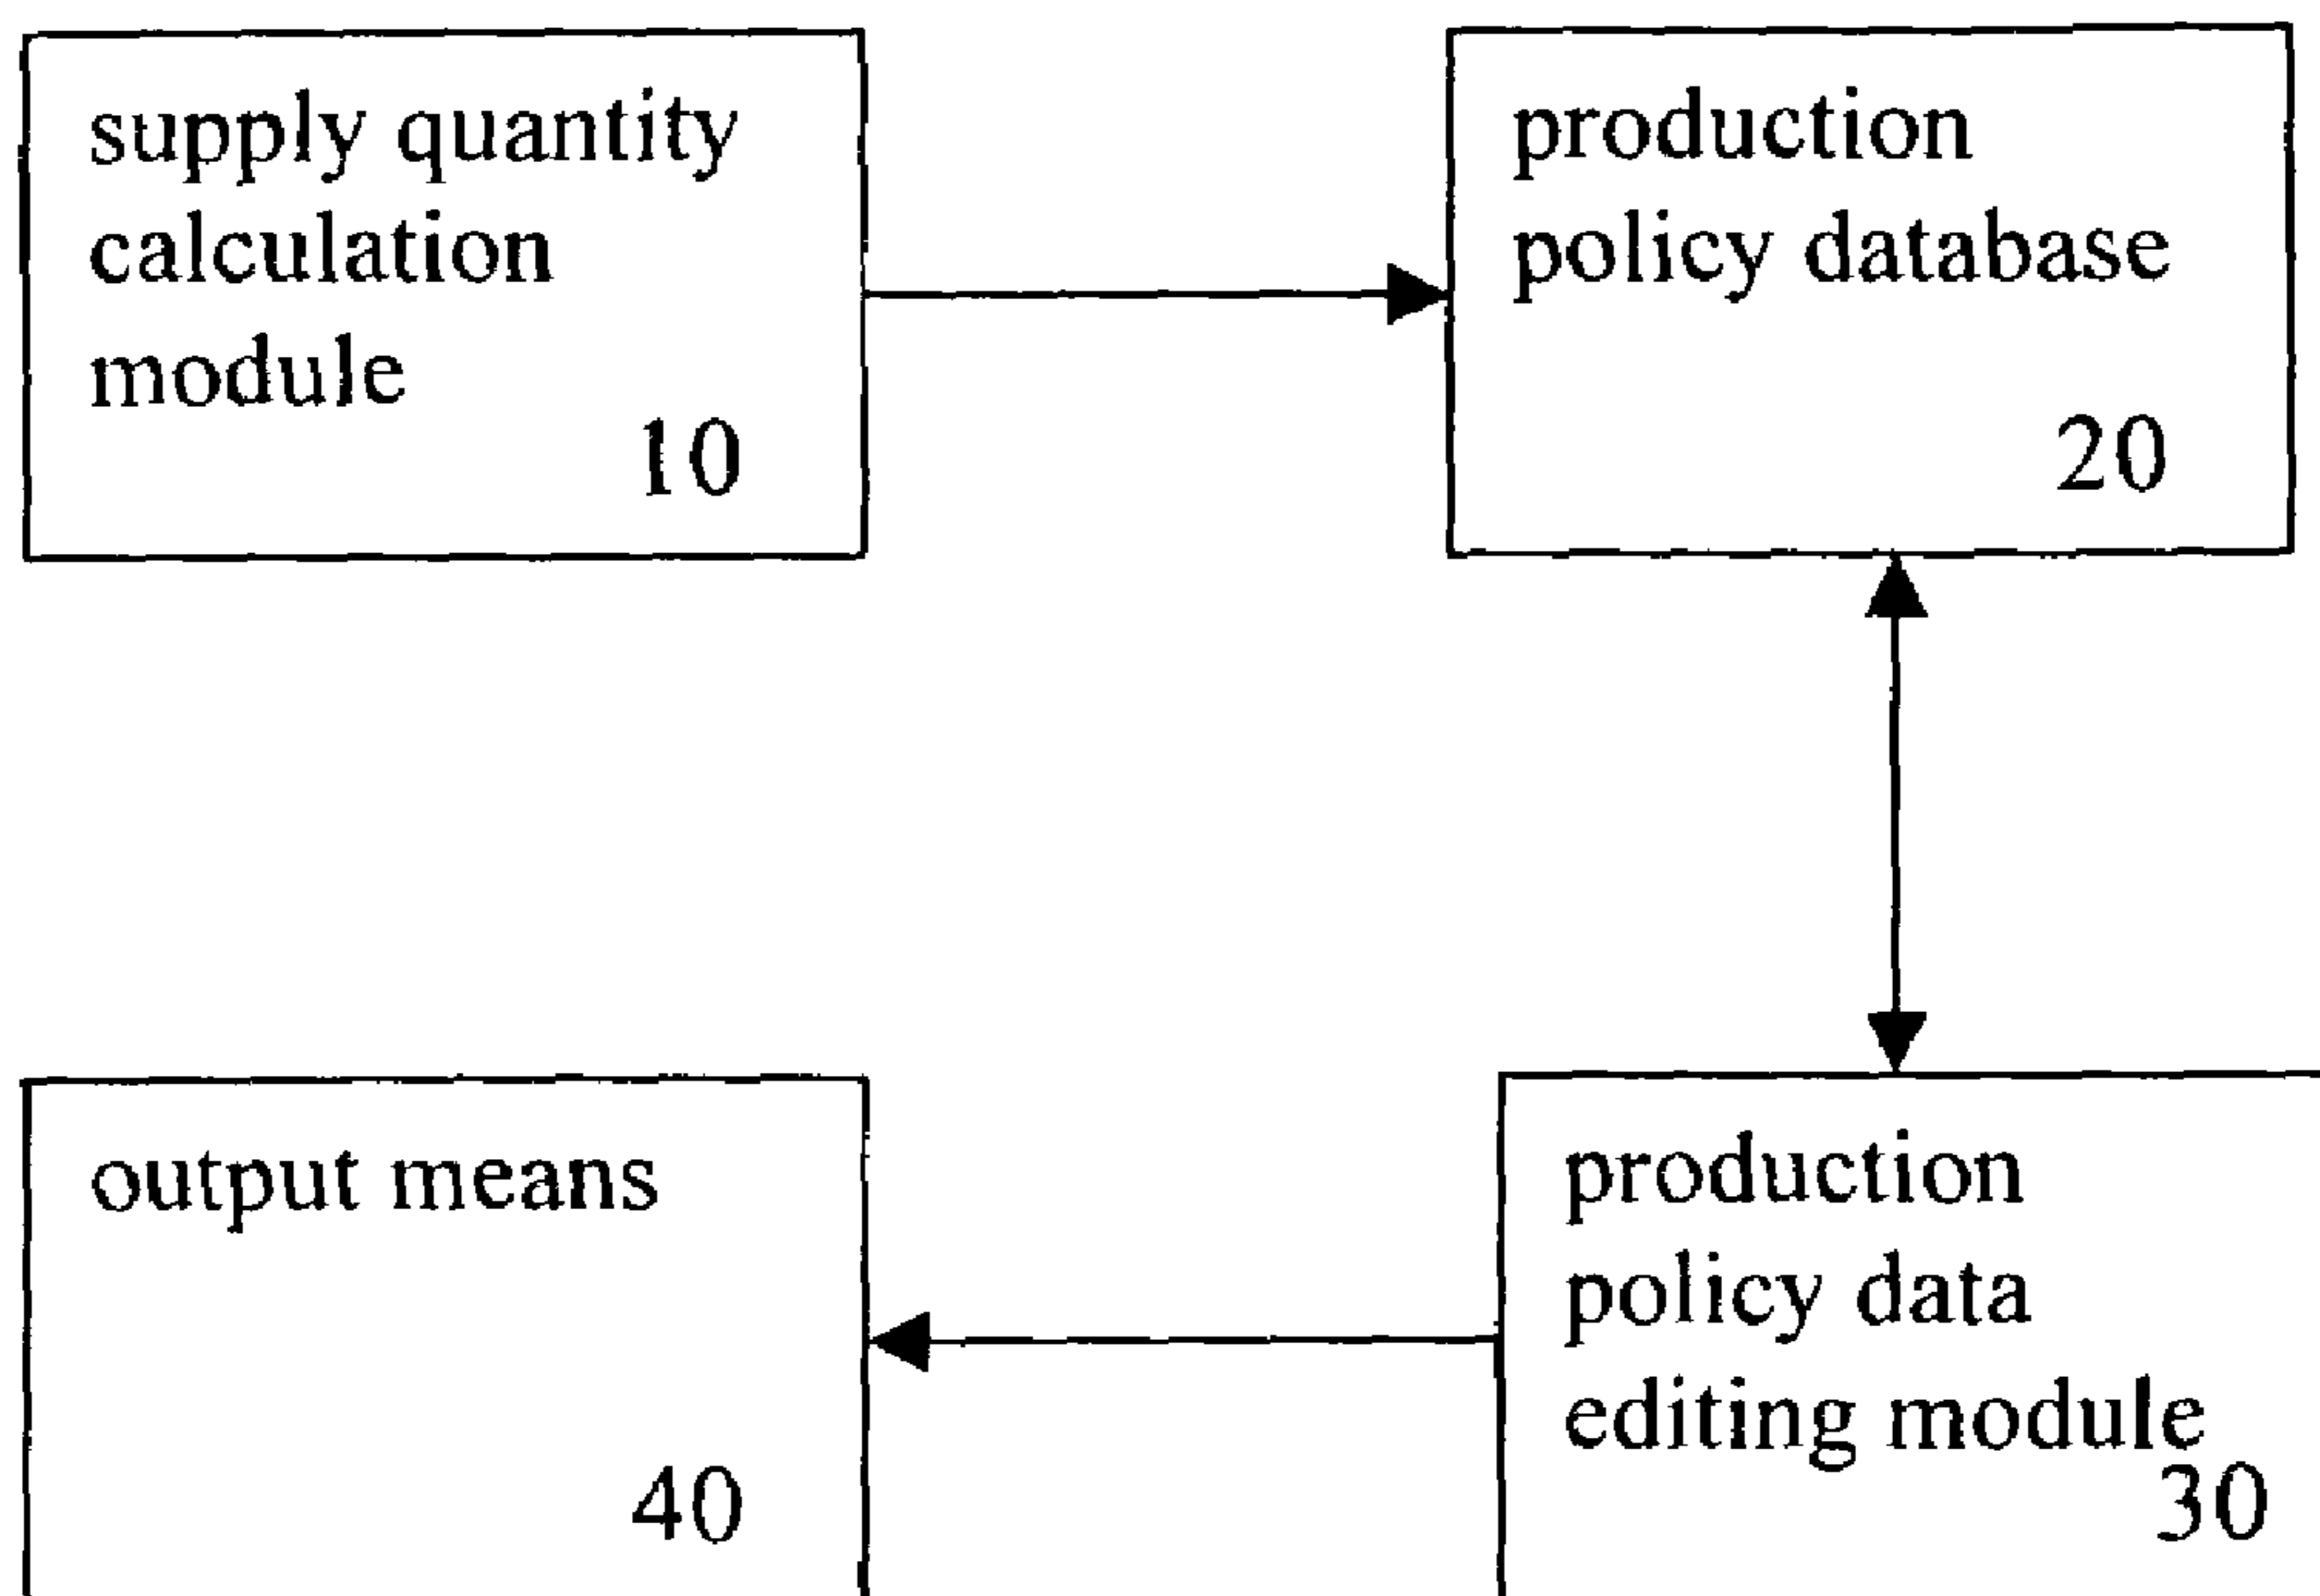 supply quantity
calculation
module
10
production
policy database
20
output means
40
production
policy data
editing module
30